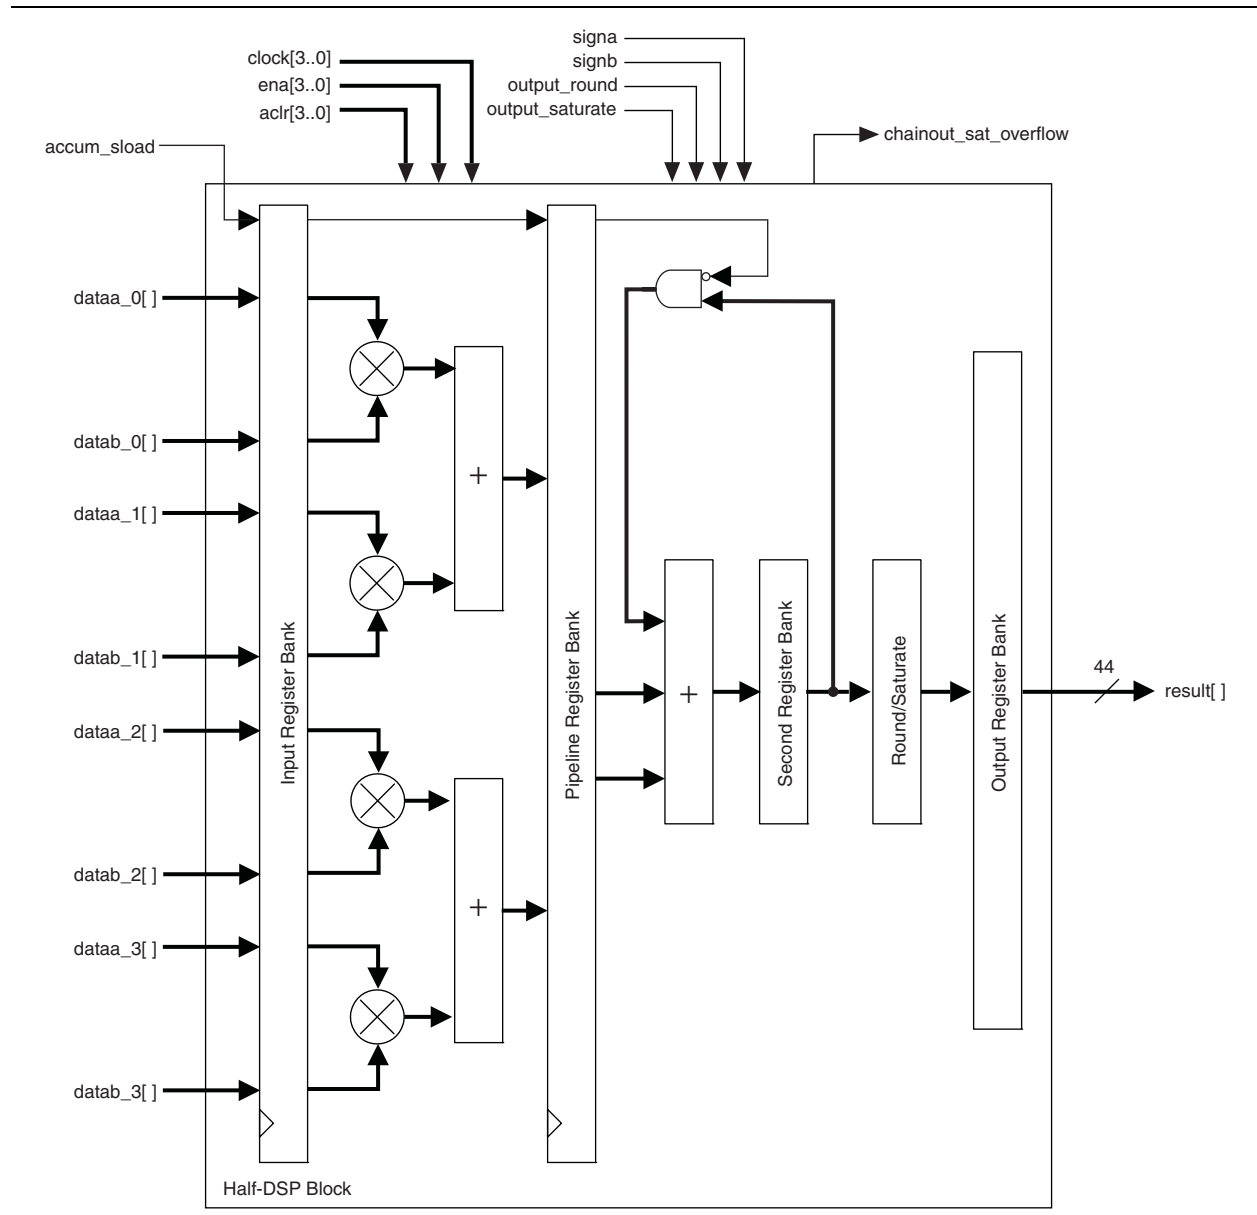 signa
signb
output_round
output_saturate
clock[3..0]
ena[3..0]
aclr[3..0]
chainout_sat_overflow
accum_sload
dataa_0[ ]
datab_0[ ]
dataa_1[ ]
datab_1[ ]
dataa_2[ ]
datab_2[ ]
dataa_3[ ]
datab_3[ ]
Input Register Bank
+
+
Pipeline Register Bank
+
Second Register Bank
Round/Saturate
Output Register Bank
44
result[ ]
Half-DSP Block